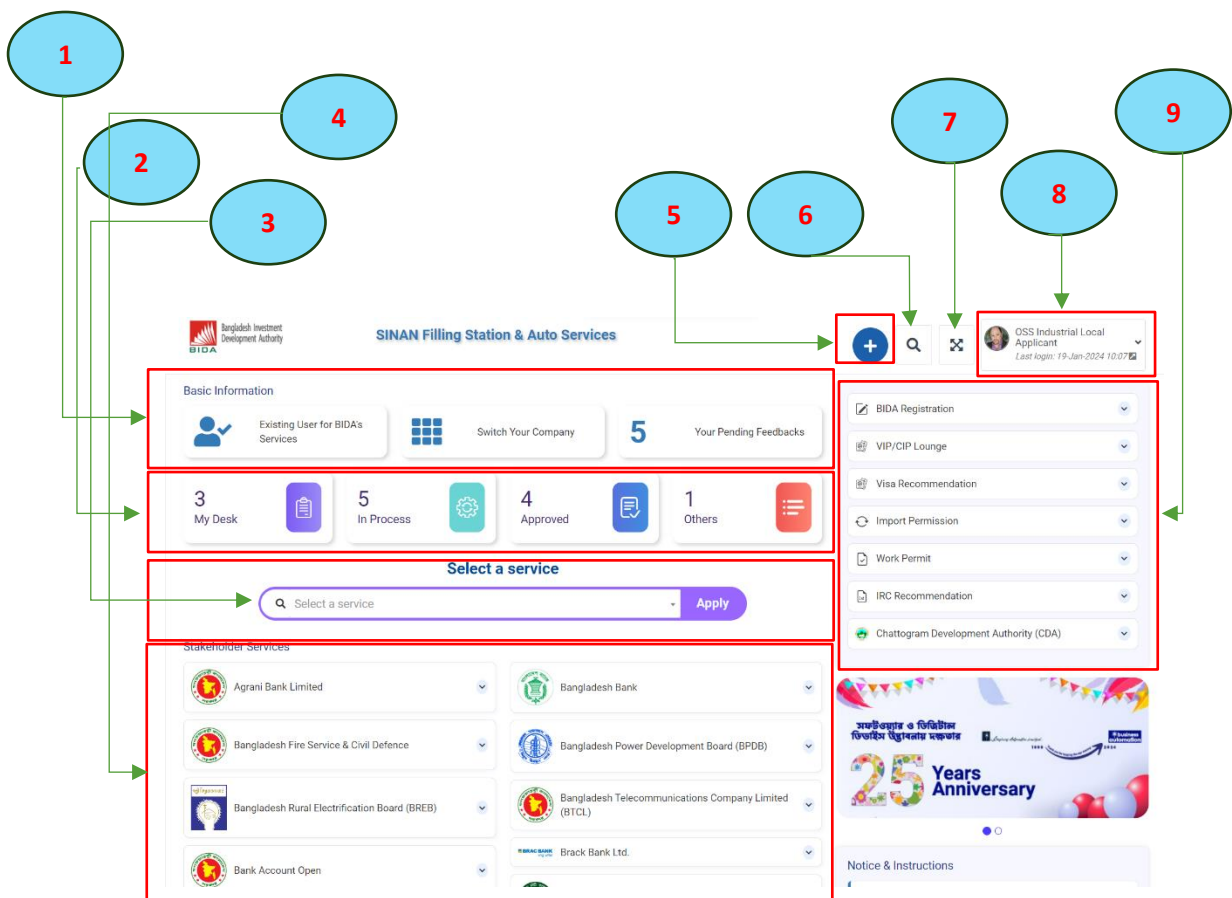 1
4
7
9
2
8
3
5
6
Bangladesh Investment
Development Authority
BIDA
SINAN Filling Station & Auto Services
+
OSS Industrial Local
Applicant
Last login: 19-Jan-2024 10:07
Basic Information
Existing User for BIDA's
Services
Switch Your Company
5
Your Pending Feedbacks
3
My Desk
5
In Process
4
Approved
1
Others
Select a service
Select a service
Apply
BIDA Registration
VIP/CIP Lounge
Visa Recommendation
Import Permission
Work Permit
IRC Recommendation
Chattogram Development Authority (CDA)
Stakeholder Services
Agrani Bank Limited
Bangladesh Bank
Bangladesh Fire Service & Civil Defence
Bangladesh Power Development Board (BPDB)
Bangladesh Rural Electrification Board (BREB)
Bangladesh Telecommunications Company Limited
(BTCL)
Bank Account Open
BRAC BANK
Brack Bank Ltd.
সফটওয়্যার ও ডিজিটাল
ডিভাইস উদ্ভাবনায় দক্ষতার
business
automation
25 Years
Anniversary
Notice & Instructions